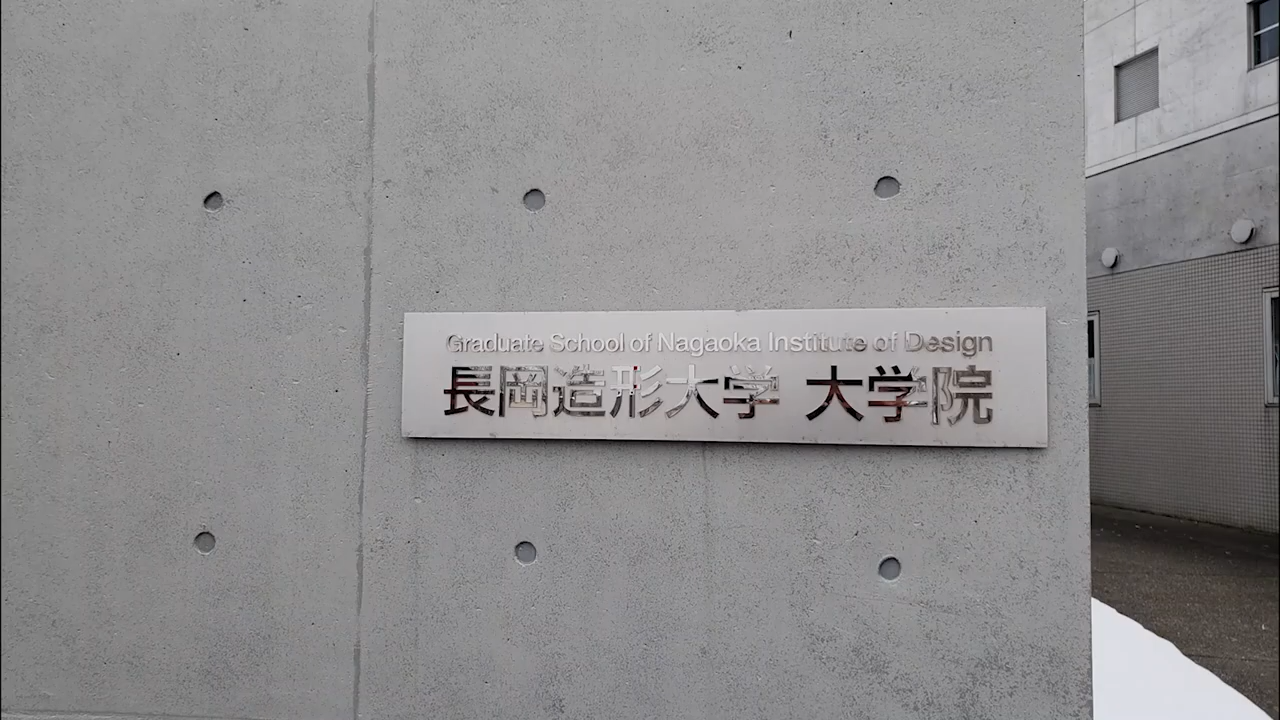 Graduate School of Nagaoka Institute of Design
長岡造形大学 大学院